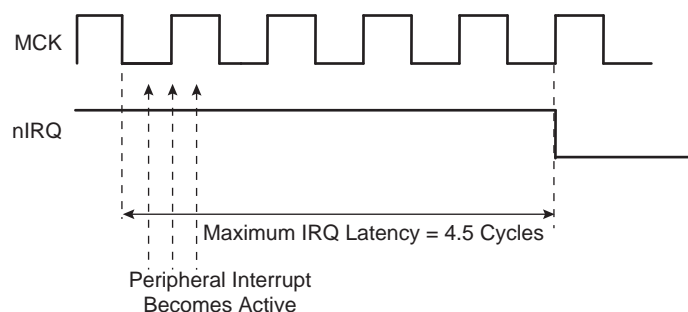 MCK
nIRQ
Maximum IRQ Latency = 4.5 Cycles
Peripheral Interrupt
Becomes Active